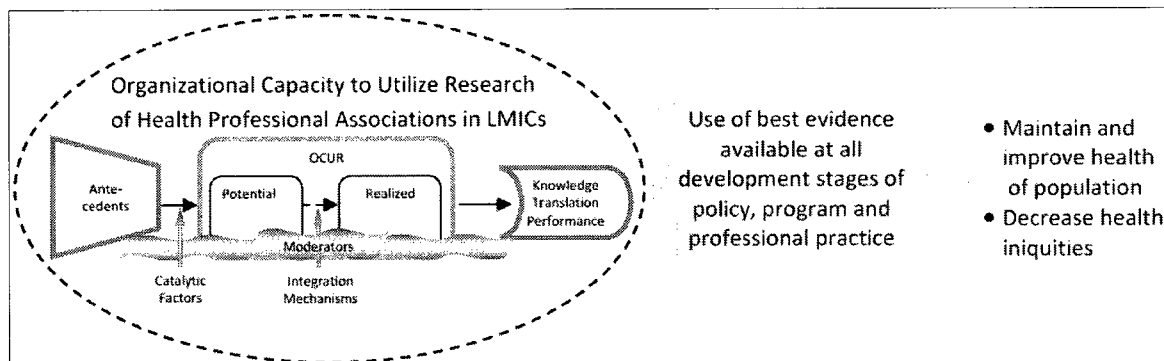 Organizational Capacity to Utilize Research
of Health Professional Associations in LMICs
OCUR
Ante-
cedents
Potential
Realized
Knowledge
Translation
Performance
Moderators
Catalytic
Factors
Integration
Mechanisms
Use of best evidence
available at all
development stages of
policy, program and
professional practice
• Maintain and
improve health
of population
• Decrease health
iniquities